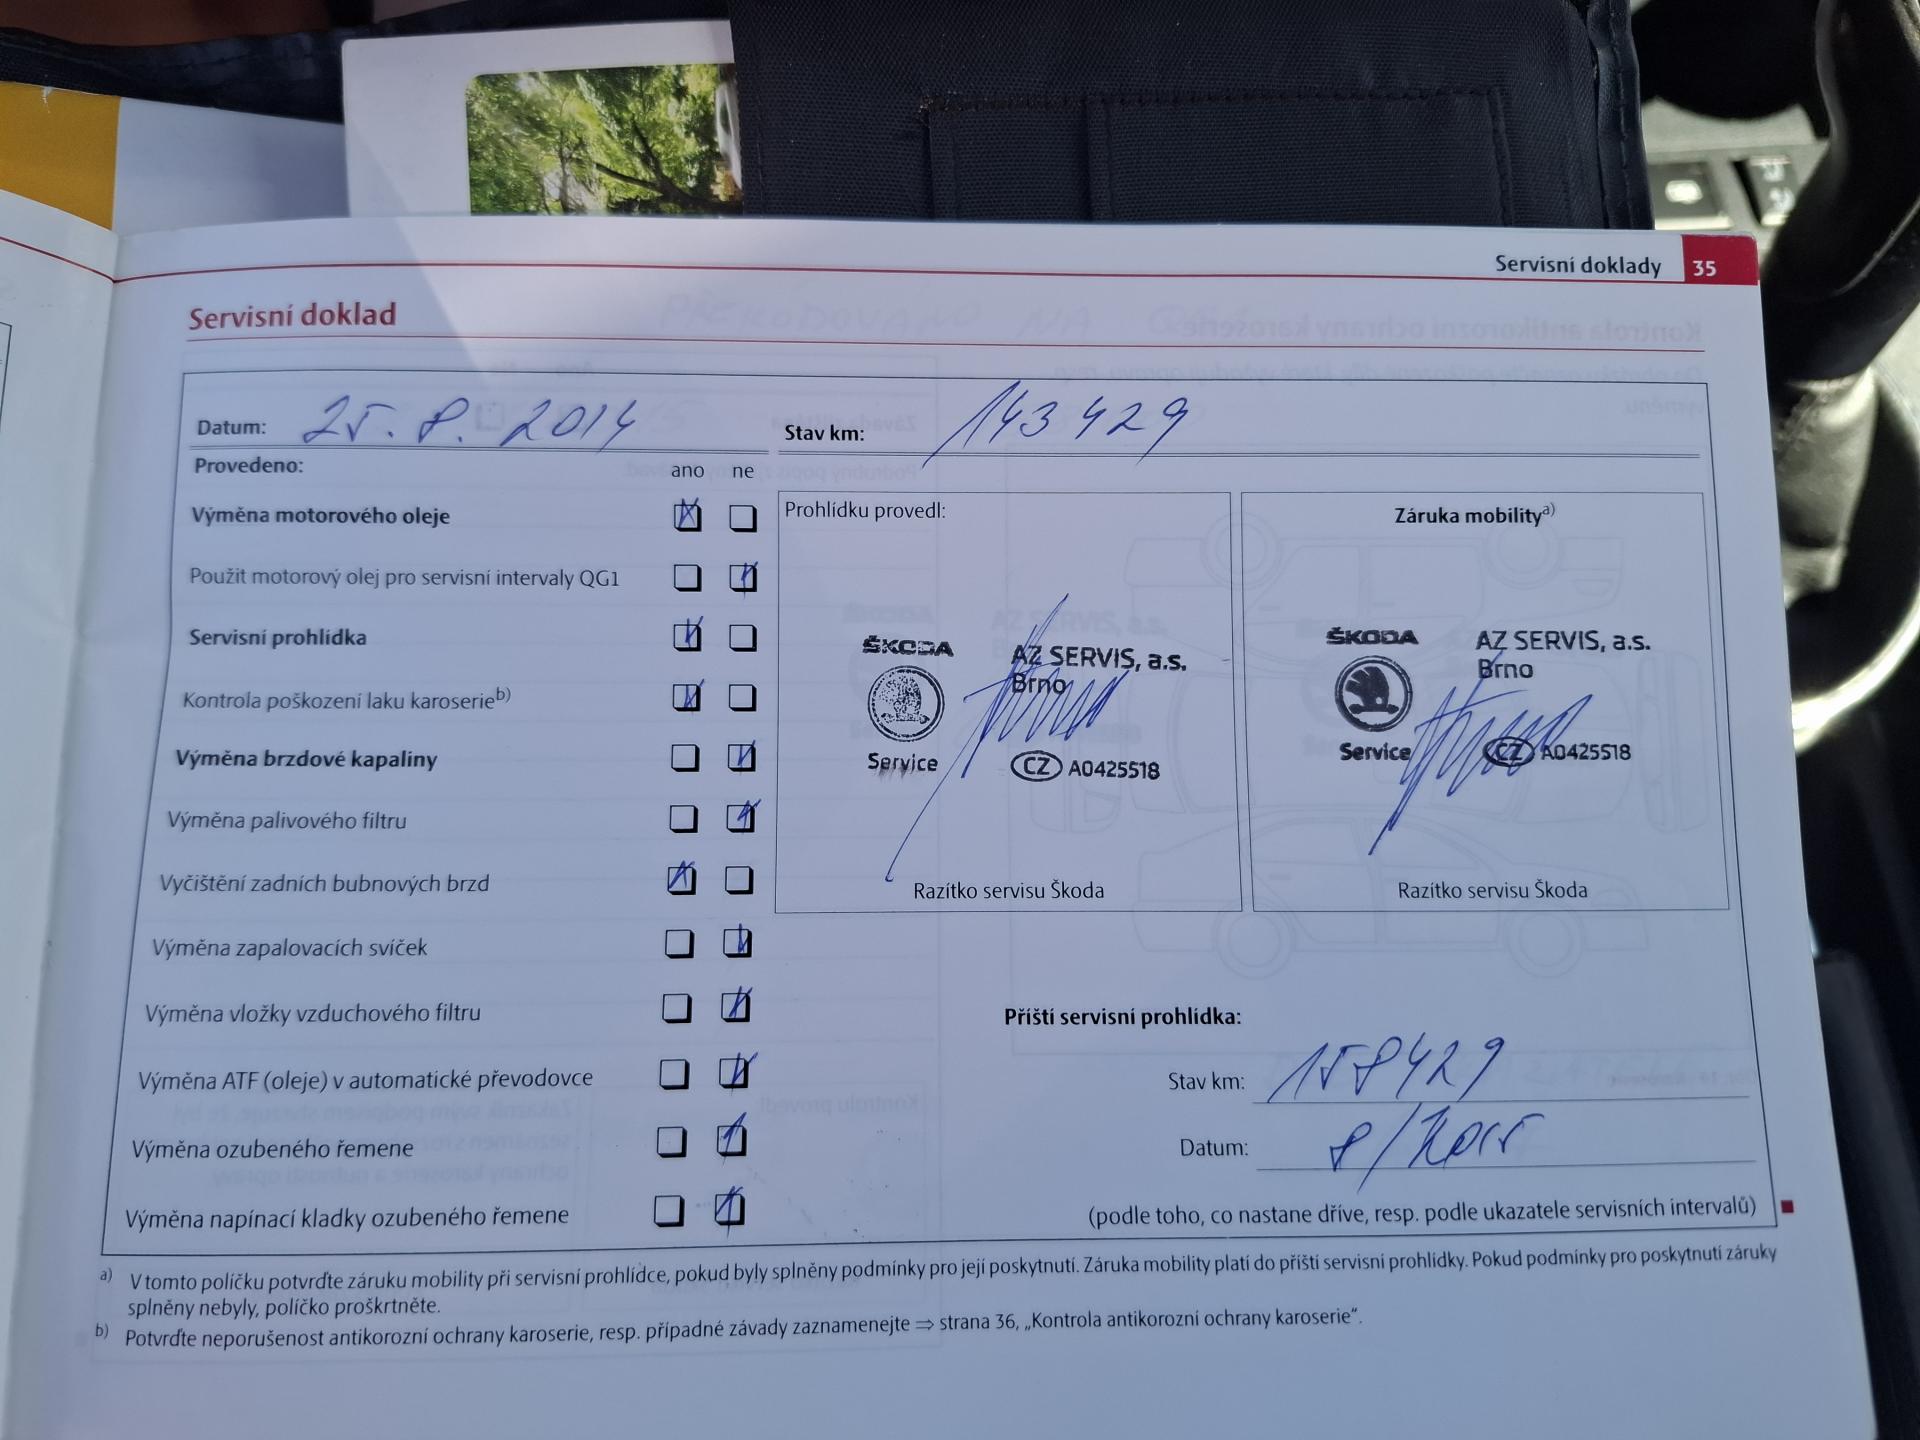 Servisní doklady 35
Servisní doklad
PŘEKÓDOVÁNO NA
Datum: 25. 8. 2014
Stav km: 143 429
Provedeno: ano ne
Výměna motorového oleje
Použit motorový olej pro servisní intervaly QG1
Servisní prohlídka
Kontrola poškození laku karoserie b)
Výměna brzdové kapaliny
Výměna palivového filtru
Vyčištění zadních bubnových brzd
Výměna zapalovacích svíček
Výměna vložky vzduchového filtru
Výměna ATF (oleje) v automatické převodovce
Výměna ozubeného řemene
Výměna napínací kladky ozubeného řemene
Prohlídku provedl:
ŠKODA
Service
AZ SERVIS, a.s.
Brno
CZ A0425518
Razítko servisu Škoda
Záruka mobility a)
ŠKODA
Service
AZ SERVIS, a.s.
Brno
CZ A0425518
Razítko servisu Škoda
Příští servisní prohlídka:
Stav km: 158429
Datum: 8/2015
(podle toho, co nastane dříve, resp. podle ukazatele servisních intervalů)
a) V tomto políčku potvrďte záruku mobility při servisní prohlídce, pokud byly splněny podmínky pro její poskytnutí. Záruka mobility platí do příští servisní prohlídky. Pokud podmínky pro poskytnutí záruky
splněny nebyly, políčko proškrtněte.
b) Potvrďte neporušenost antikorozní ochrany karoserie, resp. případné závady zaznamenejte ⇒ strana 36, „Kontrola antikorozní ochrany karoserie“.